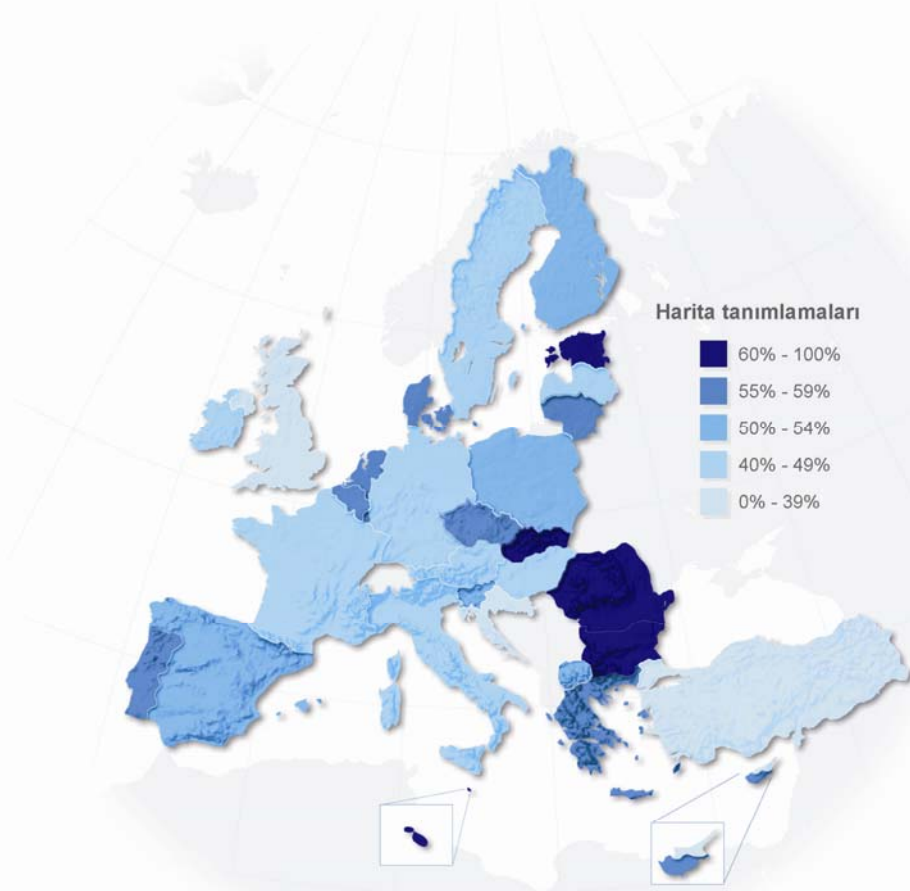 Harita tanımlamaları
60% - 100%
55% - 59%
50% - 54%
40% - 49%
0% - 39%